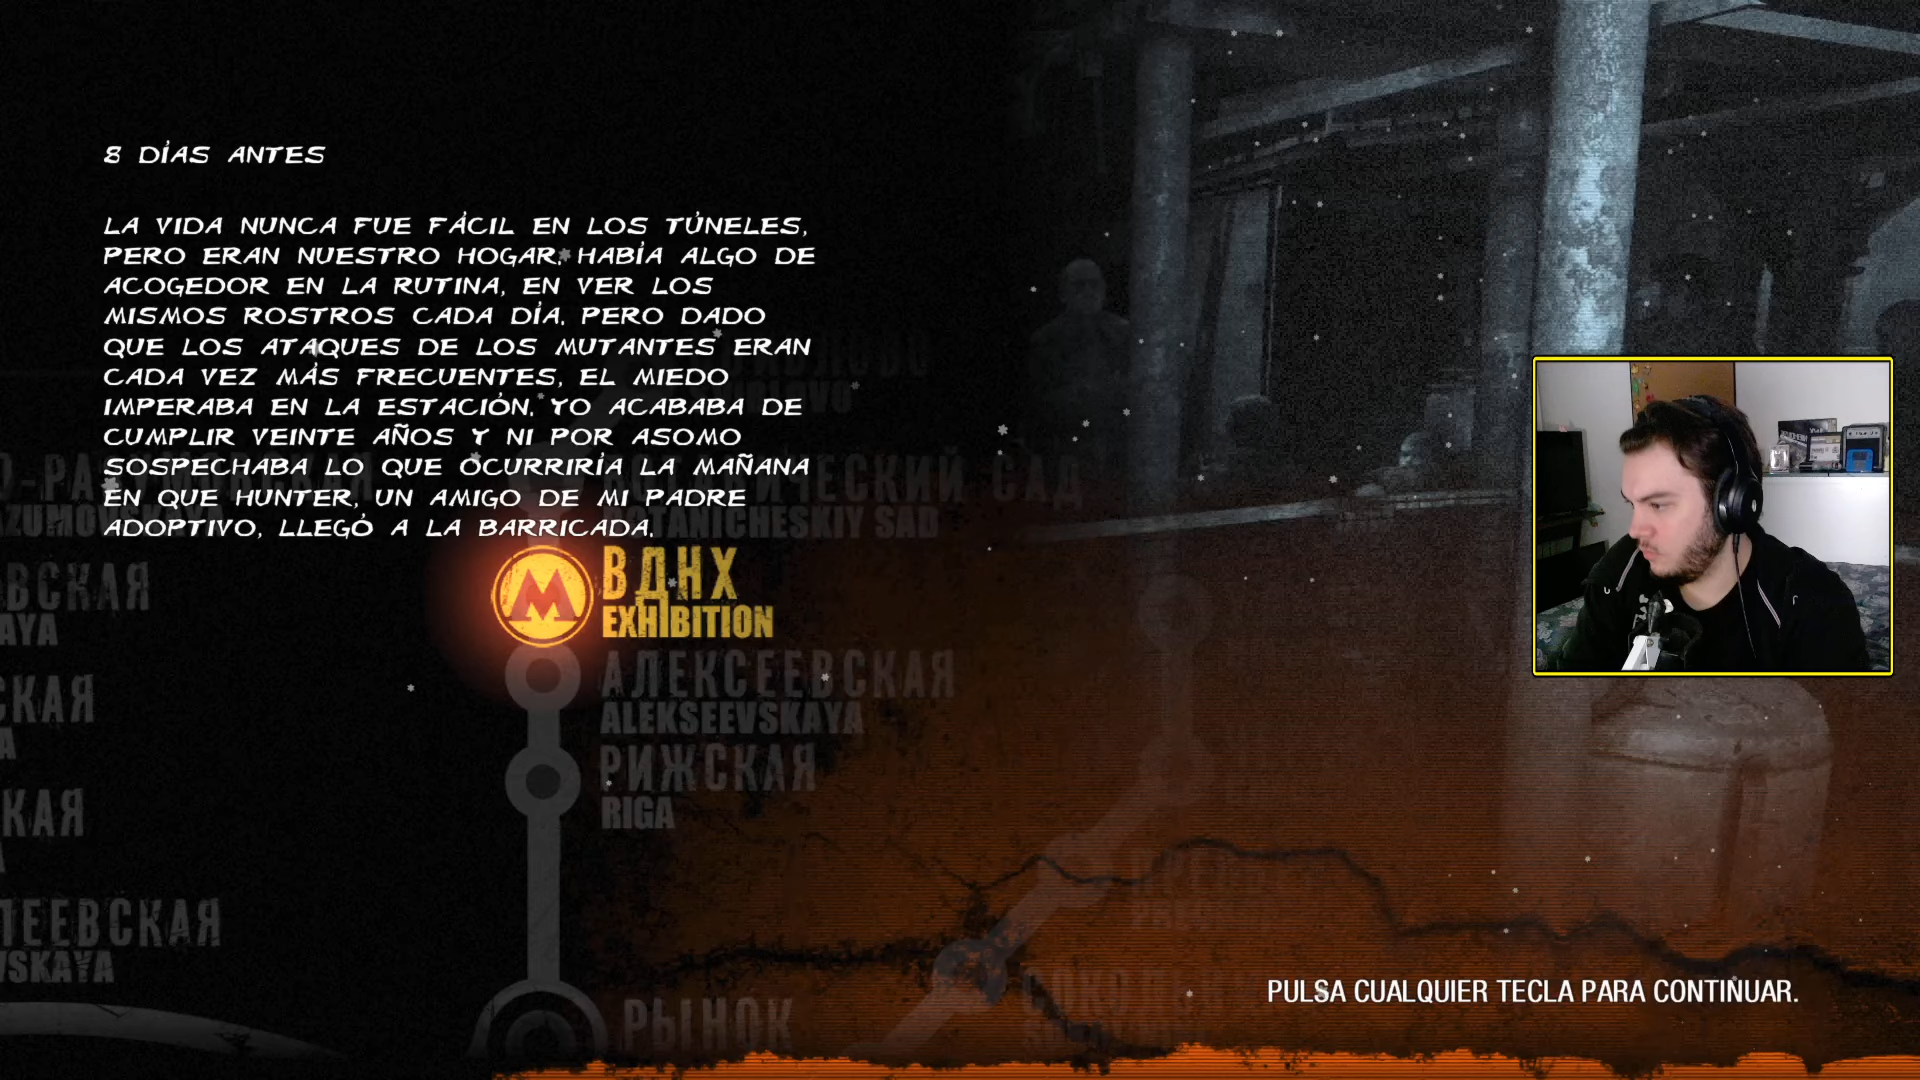 8 DÍAS ANTES
LA VIDA NUNCA FUE FÁCIL EN LOS TÚNELES,
PERO ERAN NUESTRO HOGAR. HABÍA ALGO DE
ACOGEDOR EN LA RUTINA, EN VER LOS
MISMOS ROSTROS CADA DÍA. PERO DADO
QUE LOS ATAQUES DE LOS MUTANTES ERAN
CADA VEZ MÁS FRECUENTES, EL MIEDO
IMPERABA EN LA ESTACIÓN. YO ACABABA DE
CUMPLIR VEINTE AÑOS Y NI POR ASOMO
SOSPECHABA LO QUE OCURRIRÍA LA MAÑANA
EN QUE HUNTER, UN AMIGO DE MI PADRE
ADOPTIVO, LLEGÓ A LA BARRICADA.
САД
BOTANICHESKIY SAD
ВДНХ
EXHIBITION
АЛЕКСЕЕВСКАЯ
ALEKSEEVSKAYA
РИЖСКАЯ
RIGA
РЫНОК
PULSA CUALQUIER TECLA PARA CONTINUAR.